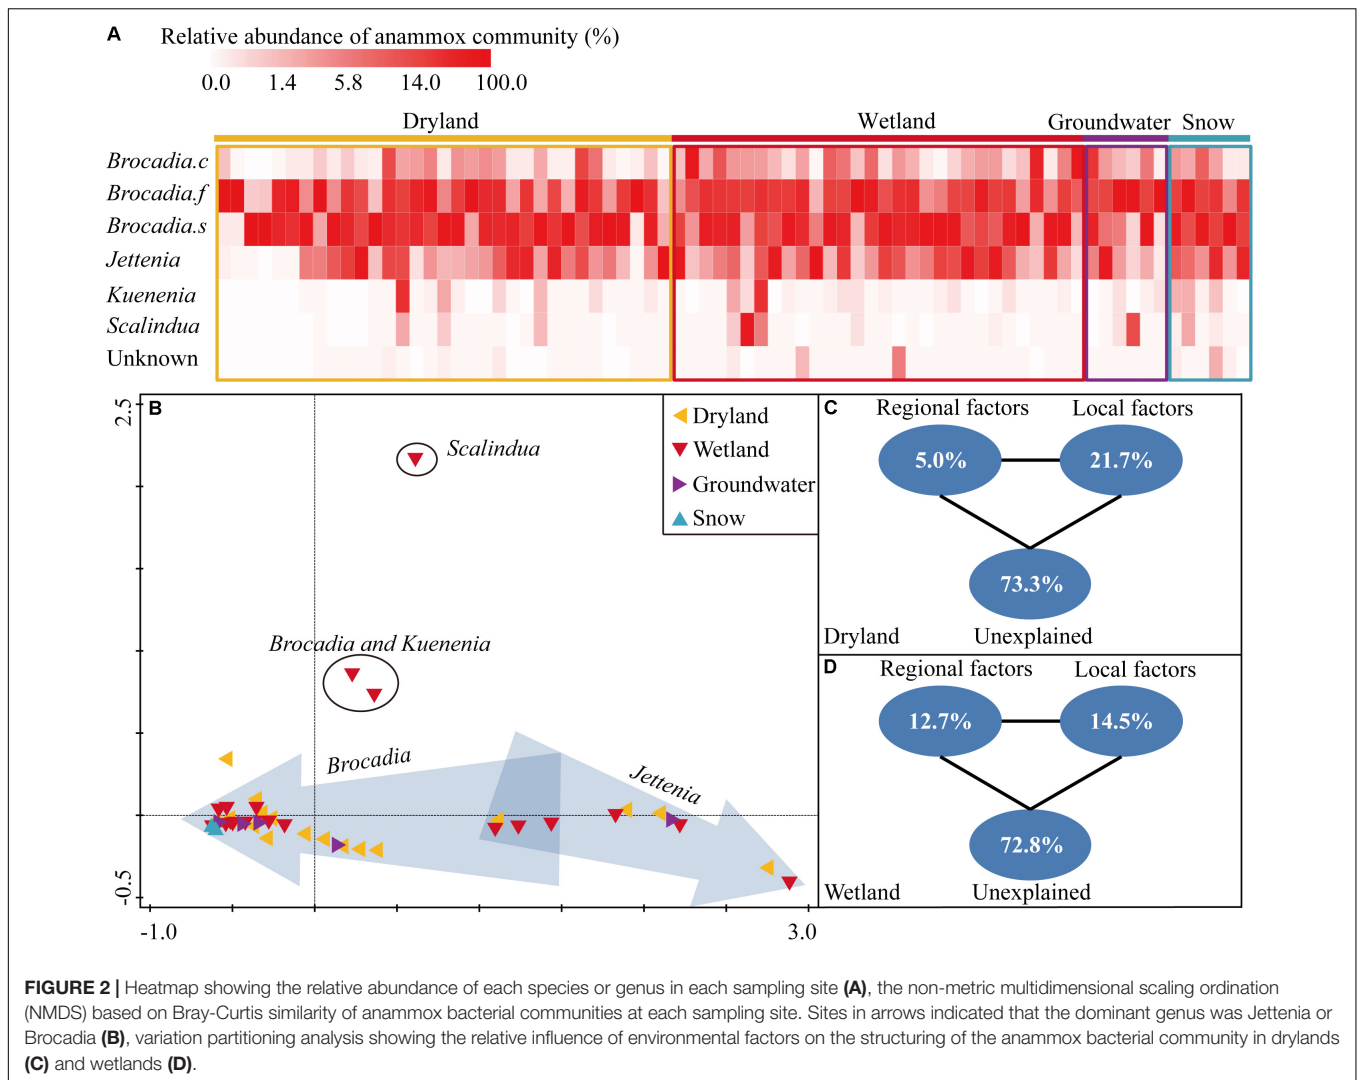 A
Relative abundance of anammox community (%)
0.0 1.4 5.8 14.0 100.0
Dryland Wetland Groundwater Snow
Brocadia.c
Brocadia.f
Brocadia.s
Jettenia
Kuenenia
Scalindua
Unknown
B
2.5
-0.5
-1.0 3.0
Scalindua
Brocadia and Kuenenia
Brocadia
Jettenia
Dryland
Wetland
Groundwater
Snow
C
Regional factors Local factors
5.0% 21.7%
73.3%
Dryland Unexplained
D
Regional factors Local factors
12.7% 14.5%
72.8%
Wetland Unexplained
FIGURE 2 | Heatmap showing the relative abundance of each species or genus in each sampling site (A), the non-metric multidimensional scaling ordination
(NMDS) based on Bray-Curtis similarity of anammox bacterial communities at each sampling site. Sites in arrows indicated that the dominant genus was Jettenia or
Brocadia (B), variation partitioning analysis showing the relative influence of environmental factors on the structuring of the anammox bacterial community in drylands
(C) and wetlands (D).